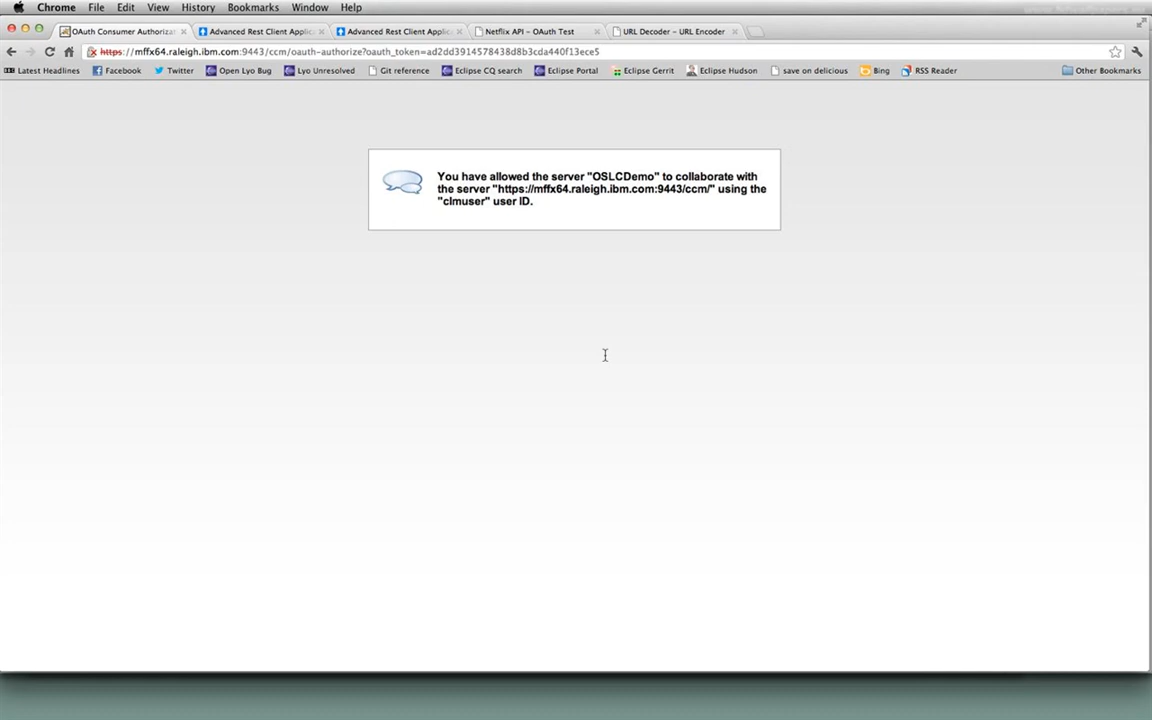 Chrome File Edit View History Bookmarks Window Help
OAuth Consumer Authorizat Advanced Rest Client Applica Advanced Rest Client Applic Netflix API - OAuth Test URL Decoder - URL Encoder
https://mffx64.raleigh.ibm.com:9443/ccm/oauth-authorize?oauth_token=ad2dd3914578438d8b3cda440f13ece5
Latest Headlines Facebook Twitter Open Lyo Bug Lyo Unresolved Git reference Eclipse CQ search Eclipse Portal Eclipse Gerrit Eclipse Hudson save on delicious Bing RSS Reader Other Bookmarks
You have allowed the server "OSLCDemo" to collaborate with
the server "https://mffx64.raleigh.ibm.com:9443/ccm/" using the
"clmuser" user ID.